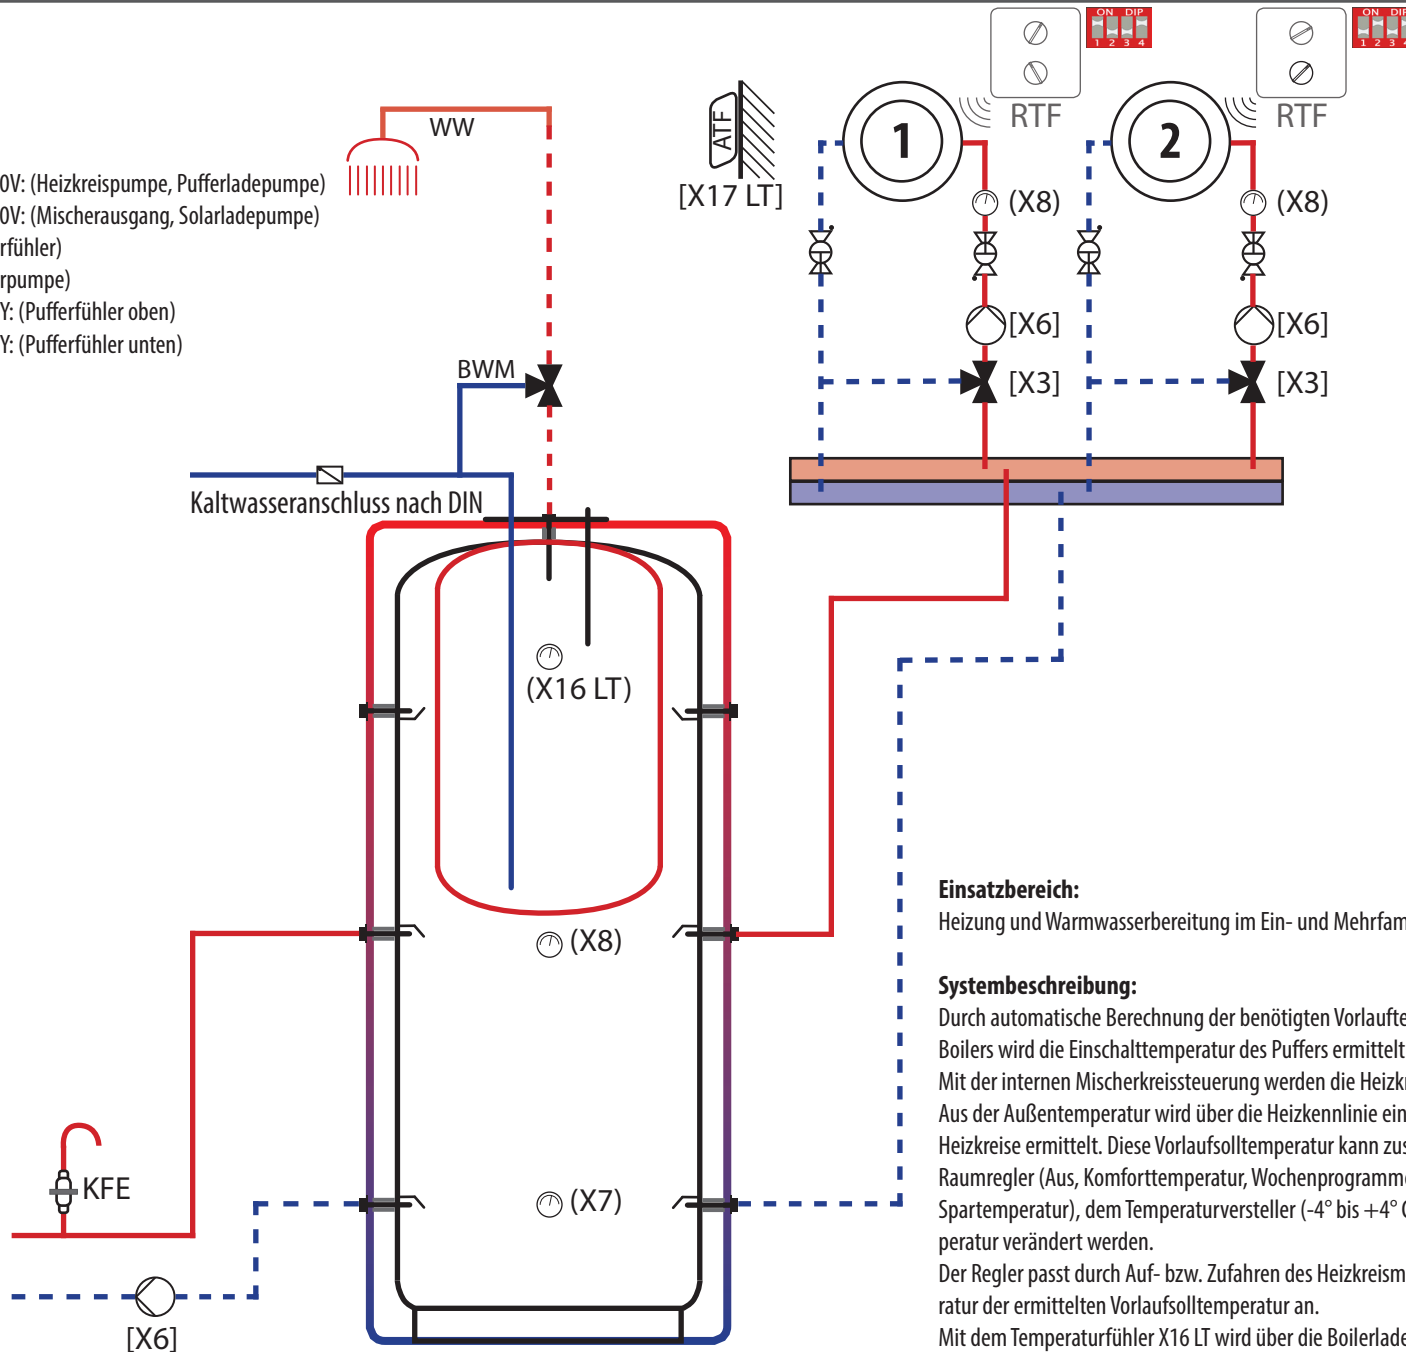 ON DIP
1 2 3 4
ON DIP
1 2 3 4
RTF
RTF
WW
ATF
[X17 LT]
1
2
0V: (Heizkreispumpe, Pufferladepumpe)
0V: (Mischerausgang, Solarladepumpe)
rfühler)
rpumpe)
Y: (Pufferfühler oben)
Y: (Pufferfühler unten)
(X8)
(X8)
[X6]
[X6]
[X3]
[X3]
BWM
Kaltwasseranschluss nach DIN
(X16 LT)
(X8)
(X7)
KFE
[X6]
Einsatzbereich:
Heizung und Warmwasserbereitung im Ein- und Mehrfam
Systembeschreibung:
Durch automatische Berechnung der benötigten Vorlaufte
Boilers wird die Einschalttemperatur des Puffers ermittelt
Mit der internen Mischerkreissteuerung werden die Heizkr
Aus der Außentemperatur wird über die Heizkennlinie ein
Heizkreise ermittelt. Diese Vorlaufsolltemperatur kann zus
Raumregler (Aus, Komforttemperatur, Wochenprogramme
Spartemperatur), dem Temperaturversteller (-4° bis +4° C
peratur verändert werden.
Der Regler passt durch Auf- bzw. Zufahren des Heizkreism
ratur der ermittelten Vorlaufsolltemperatur an.
Mit dem Temperaturfühler X16 LT wird über die Boilerlade